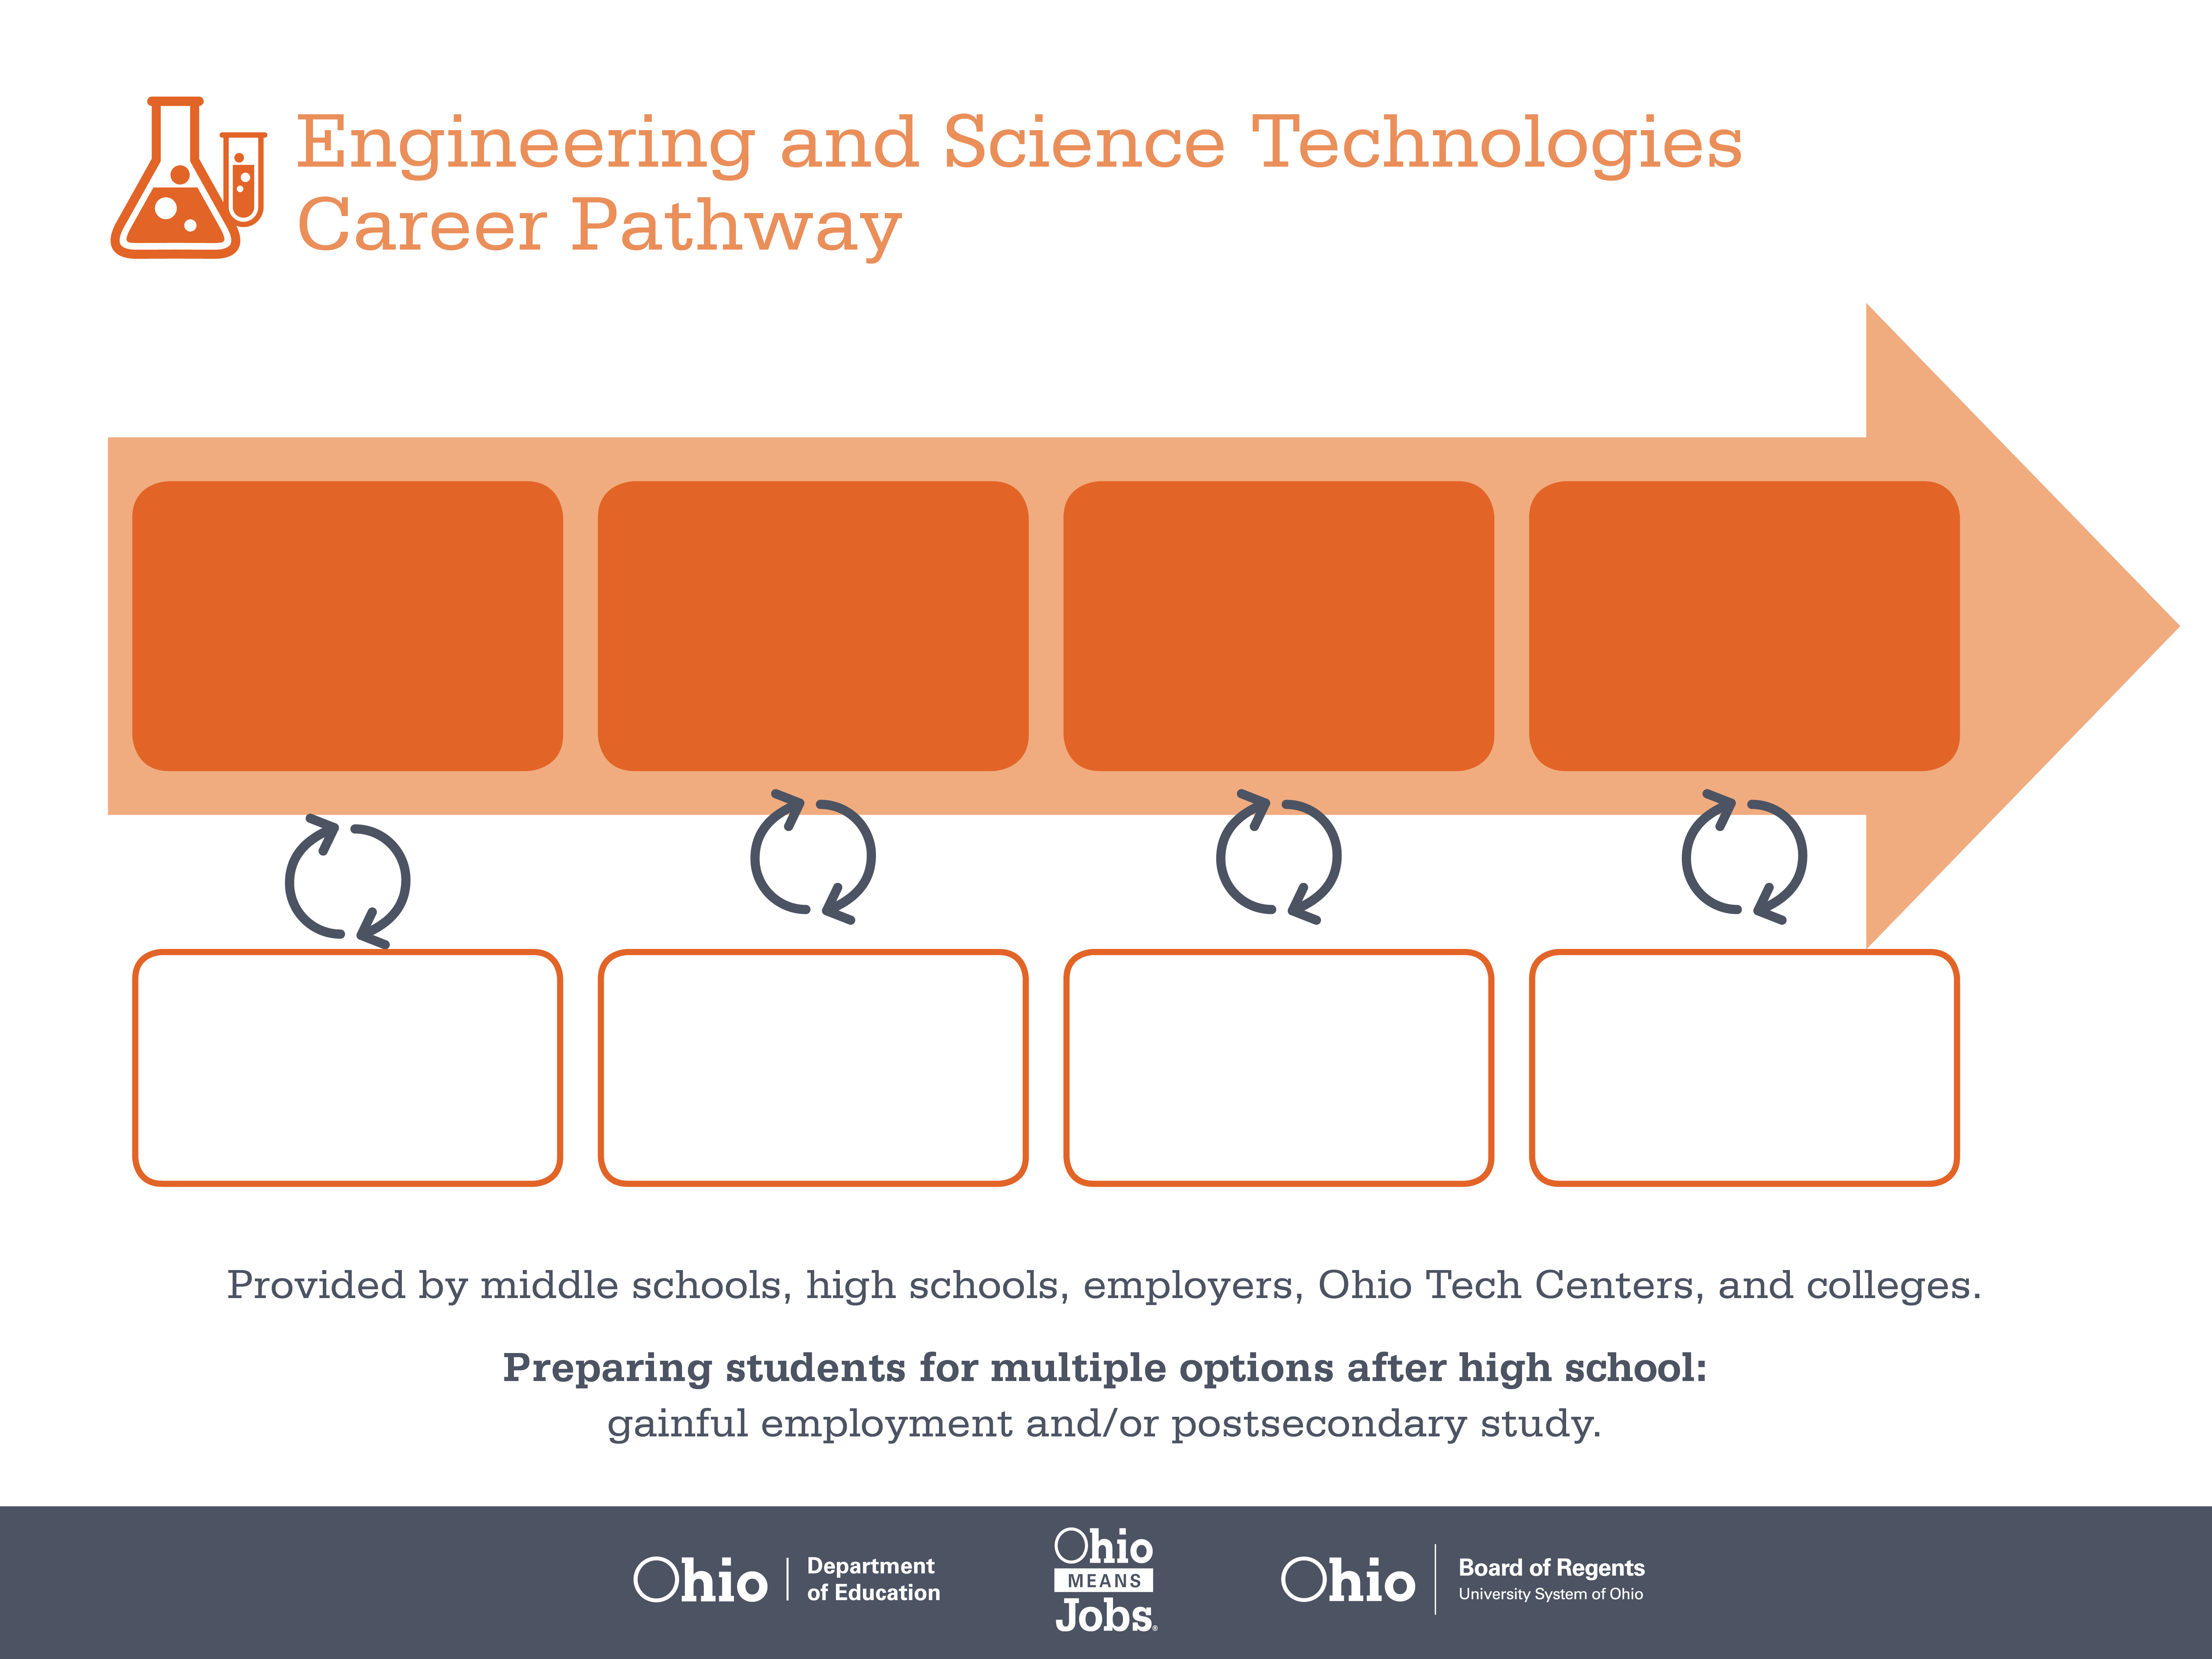 Engineering and Science Technologies
Career Pathway
Provided by middle schools, high schools, employers, Ohio Tech Centers, and colleges.
Preparing students for multiple options after high school:
gainful employment and/or postsecondary study.
Ohio
Department
of Education
Ohio
MEANS
Jobs®
Ohio
Board of Regents
University System of Ohio